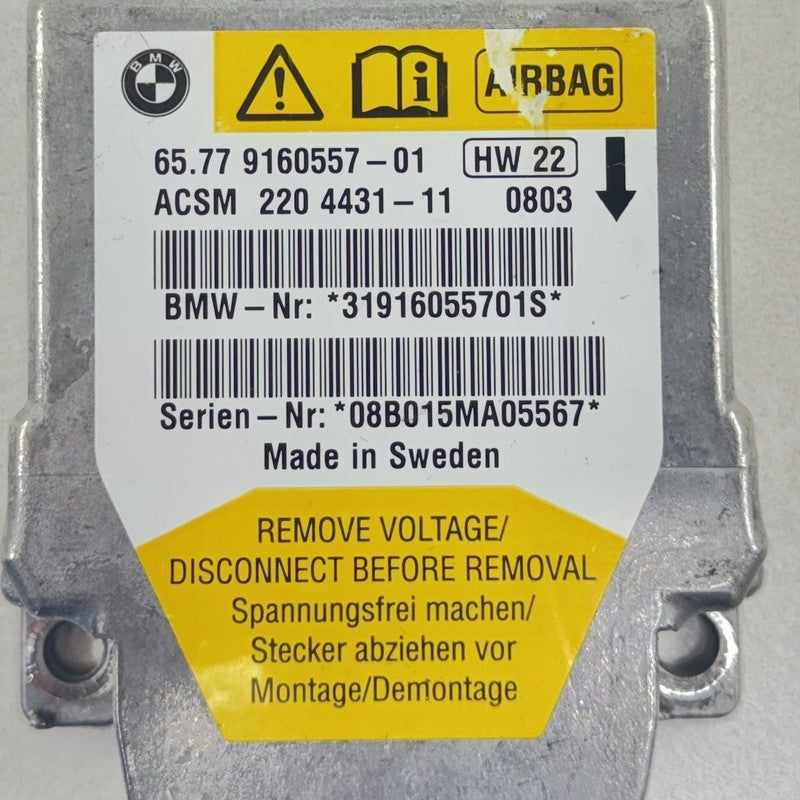 BMW
AIRBAG
65.77 9160557-01 HW 22
ACSM 220 4431-11 0803
BMW-Nr: *31916055701S*
Serien-Nr: *08B015MA05567*
Made in Sweden
REMOVE VOLTAGE/
DISCONNECT BEFORE REMOVAL
Spannungsfrei machen/
Stecker abziehen vor
Montage/Demontage